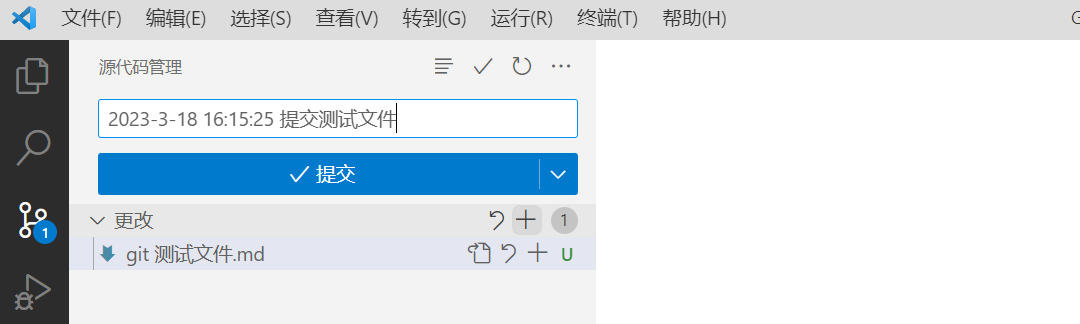 文件(F) 编辑(E) 选择(S) 查看(V) 转到(G) 运行(R) 终端(T) 帮助(H)
源代码管理
2023-3-18 16:15:25 提交测试文件
提交
更改 1
1
git 测试文件.md U